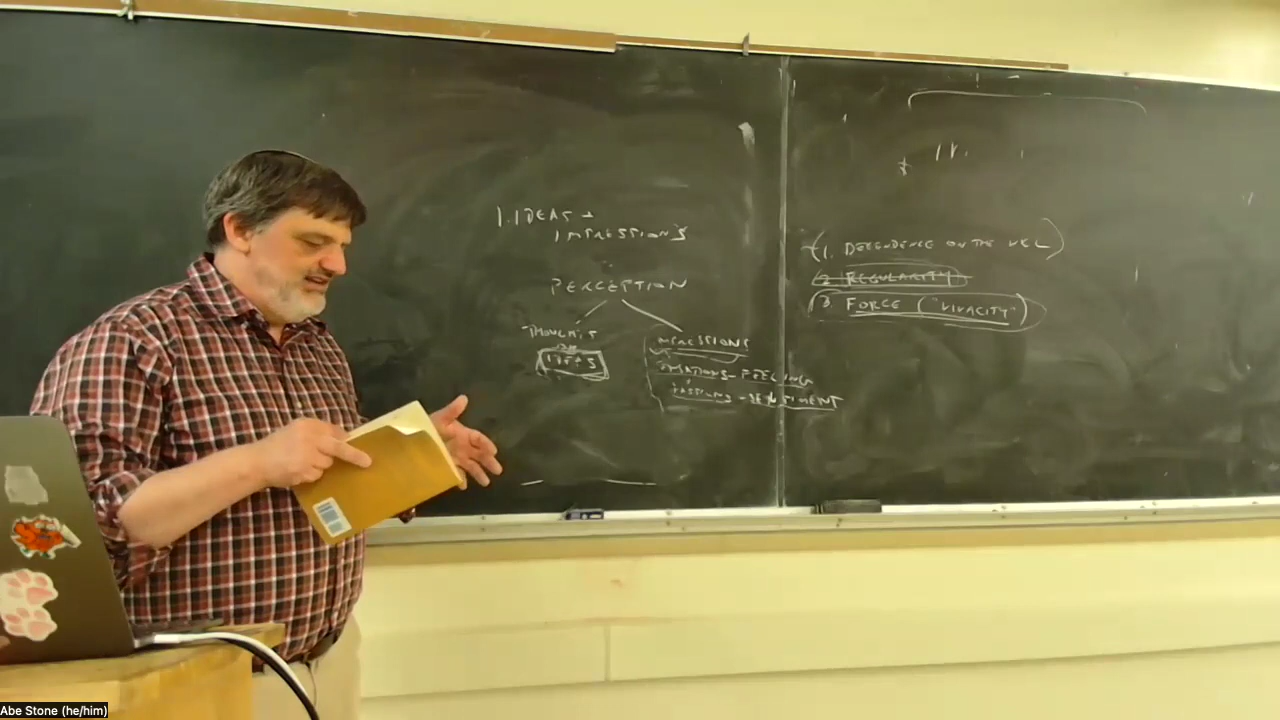 1. IDEAS +
IMPRESSIONS
PERCEPTION
THOUGHTS
OR
IDEAS
IMPRESSIONS
- FEELING
PASSIONS - SENTIMENT
(1. DEPENDENCE ON THE WILL)
2 REGULARITY
3 FORCE ("VIVACITY")
Abe Stone (he/him)